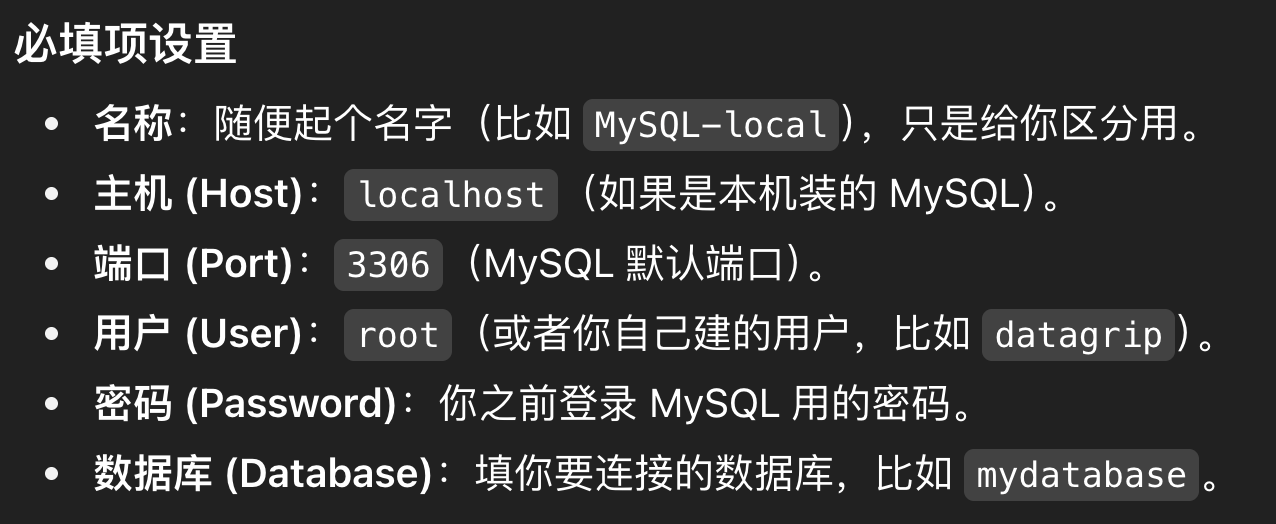 必填项设置
• 名称：随便起个名字（比如 MySQL-local），只是给你区分用。
• 主机 (Host)：localhost（如果是本机装的 MySQL）。
• 端口 (Port)：3306（MySQL 默认端口）。
• 用户 (User)：root（或者你自己建的用户，比如 datagrip）。
• 密码 (Password)：你之前登录 MySQL 用的密码。
• 数据库 (Database)：填你要连接的数据库，比如 mydatabase。